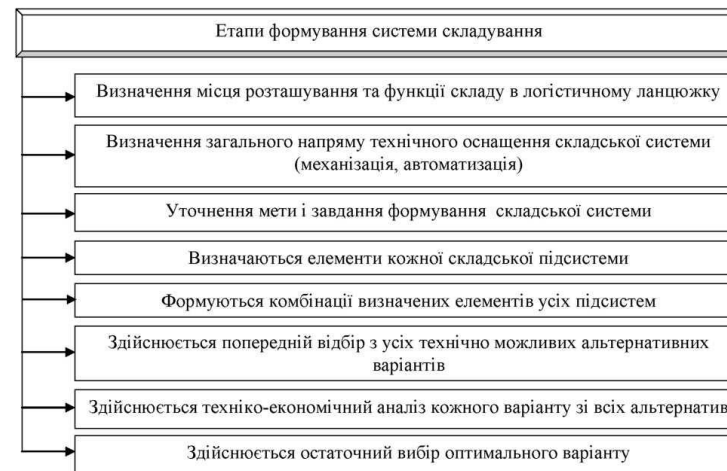 Етапи формування системи складування
Визначення місця розташування та функції складу в логістичному ланцюжку
Визначення загального напряму технічного оснащення складської системи
(механізація, автоматизація)
Уточнення мети і завдання формування складської системи
Визначаються елементи кожної складської підсистеми
Формуються комбінації визначених елементів усіх підсистем
Здійснюється попередній відбір з усіх технічно можливих альтернативних
варіантів
Здійснюється техніко-економічний аналіз кожного варіанту зі всіх альтернатив
Здійснюється остаточний вибір оптимального варіанту